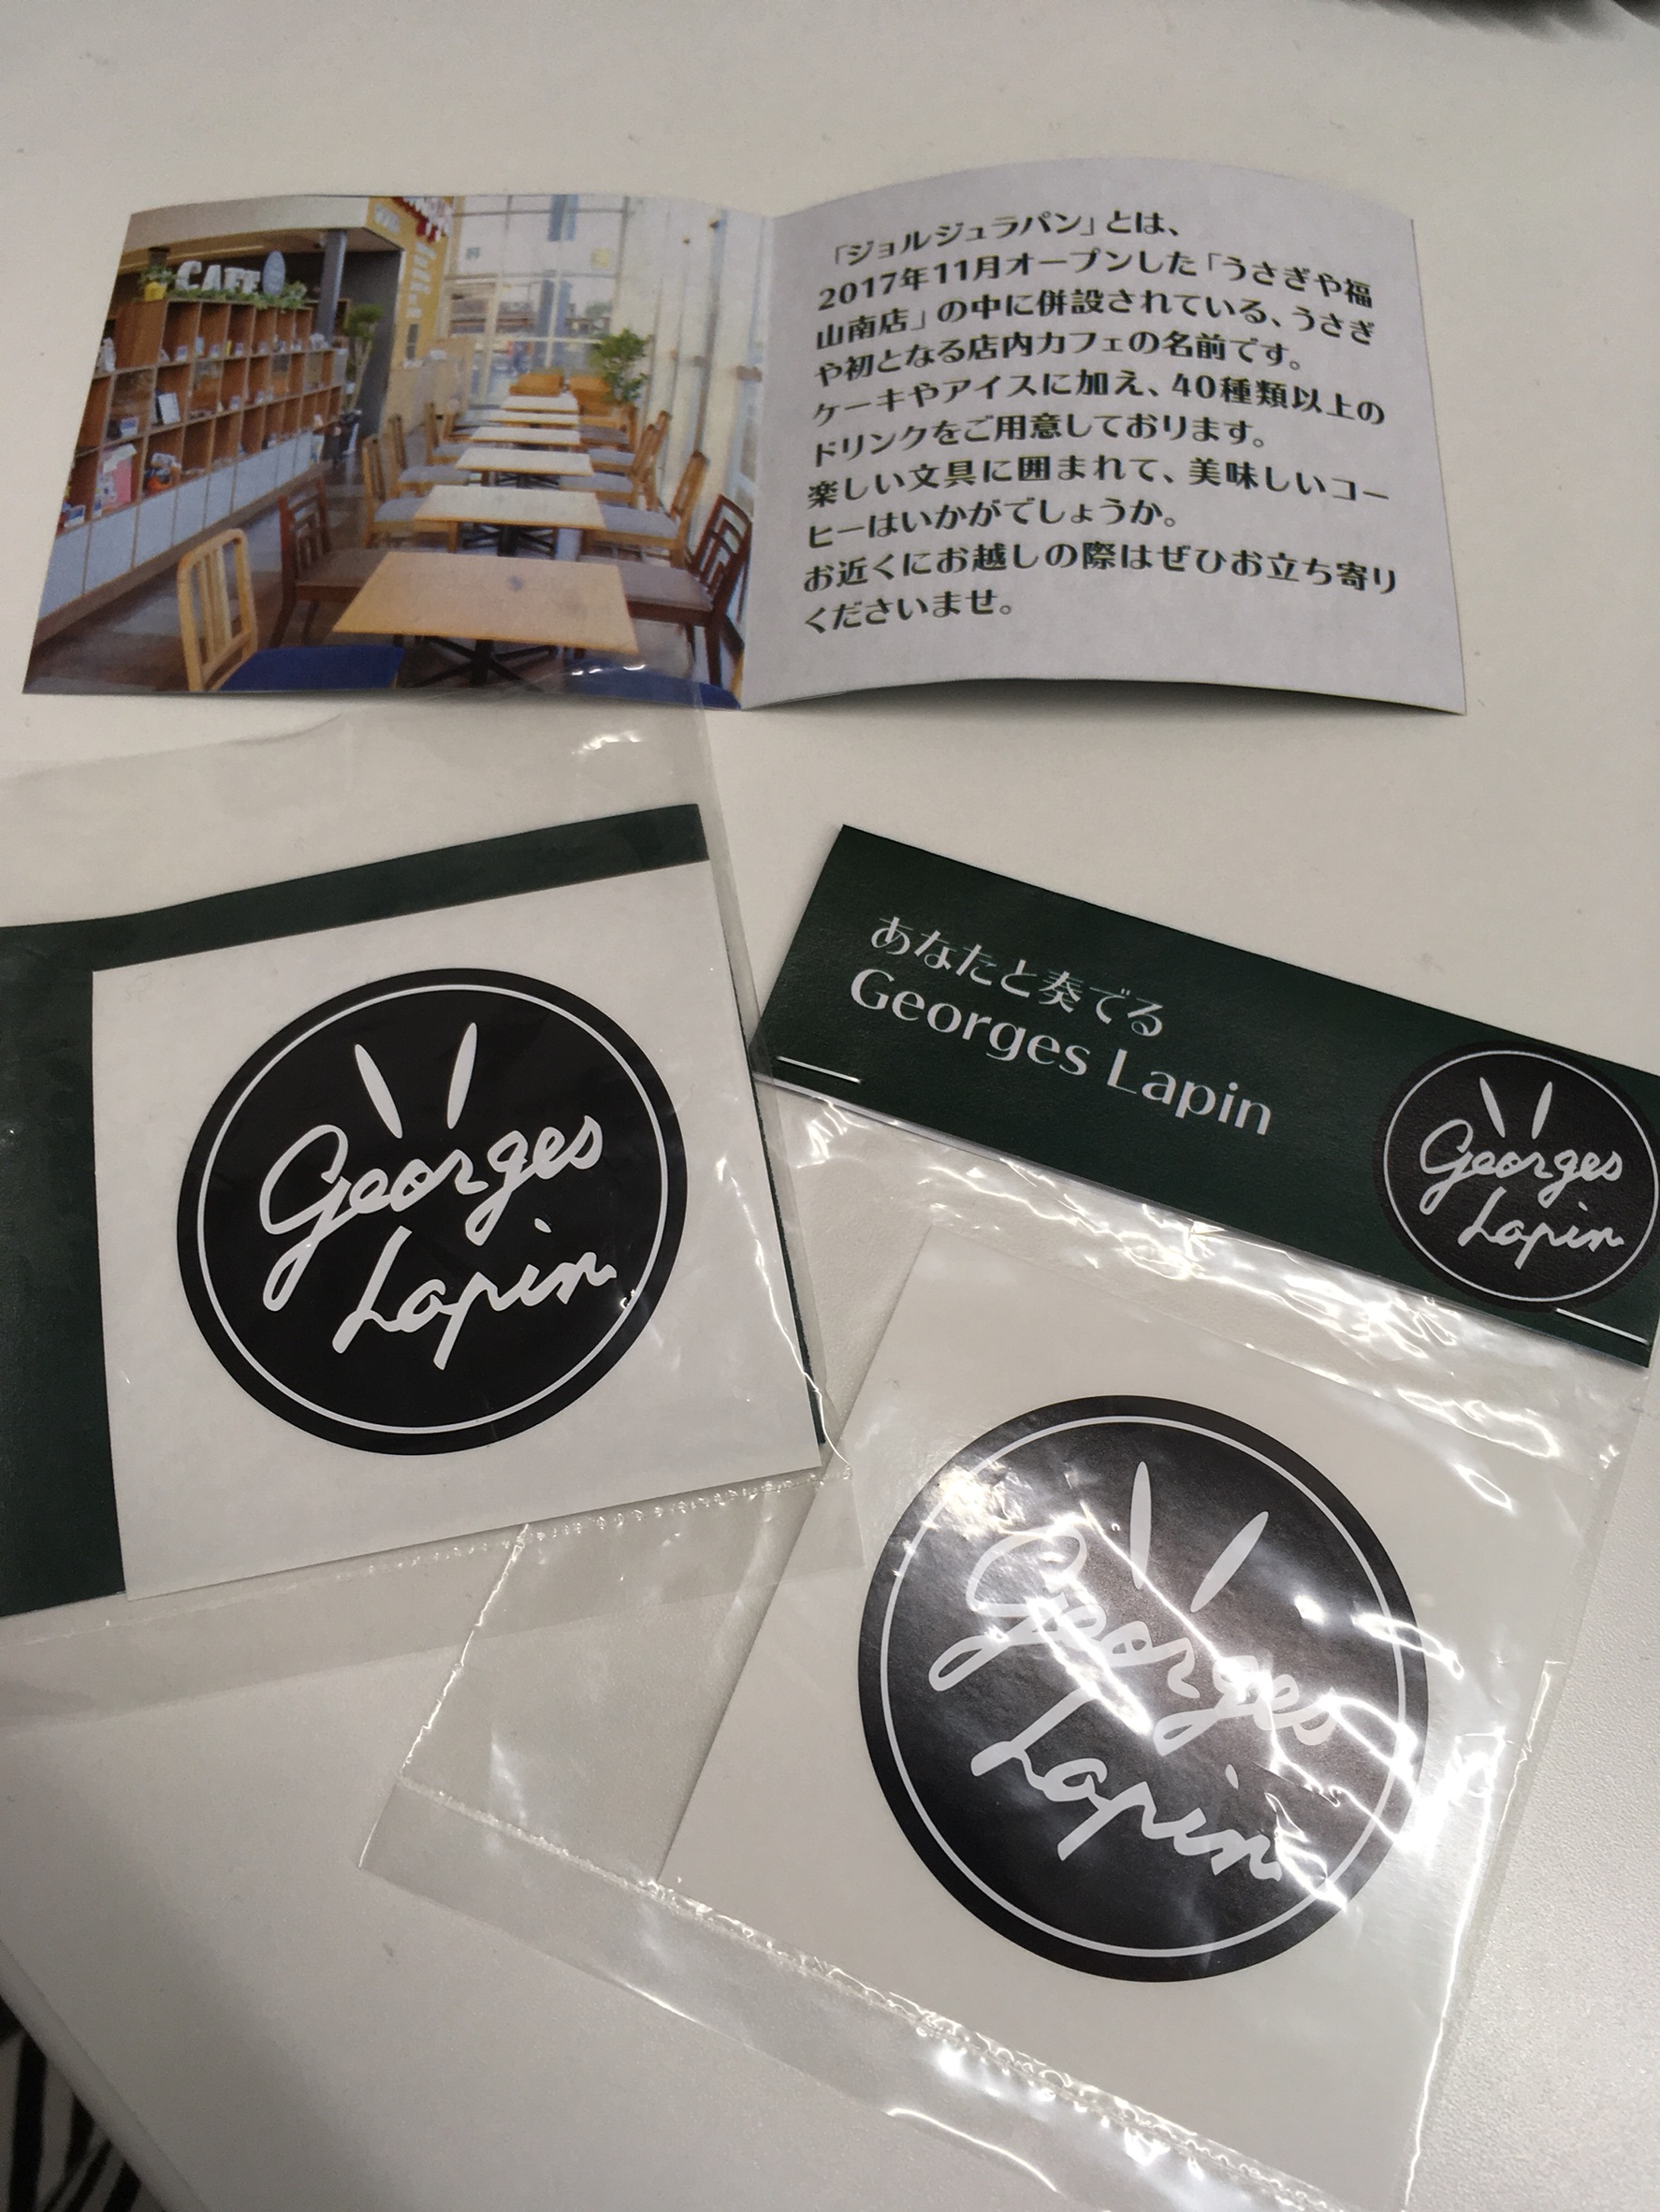 CAFE
「ジョルジュラパン」とは、
2017年11月オープンした「うさぎや福
山南店」の中に併設されている、うさぎ
や初となる店内カフェの名前です。
ケーキやアイスに加え、40種類以上の
ドリンクをご用意しております。
楽しい文具に囲まれて、美味しいコー
ヒーはいかがでしょうか。
お近くにお越しの際はぜひお立ち寄り
くださいませ。
Georges
Lapin
あなたと奏でる
Georges Lapin
Georges
Lapin
Georges
Lapin